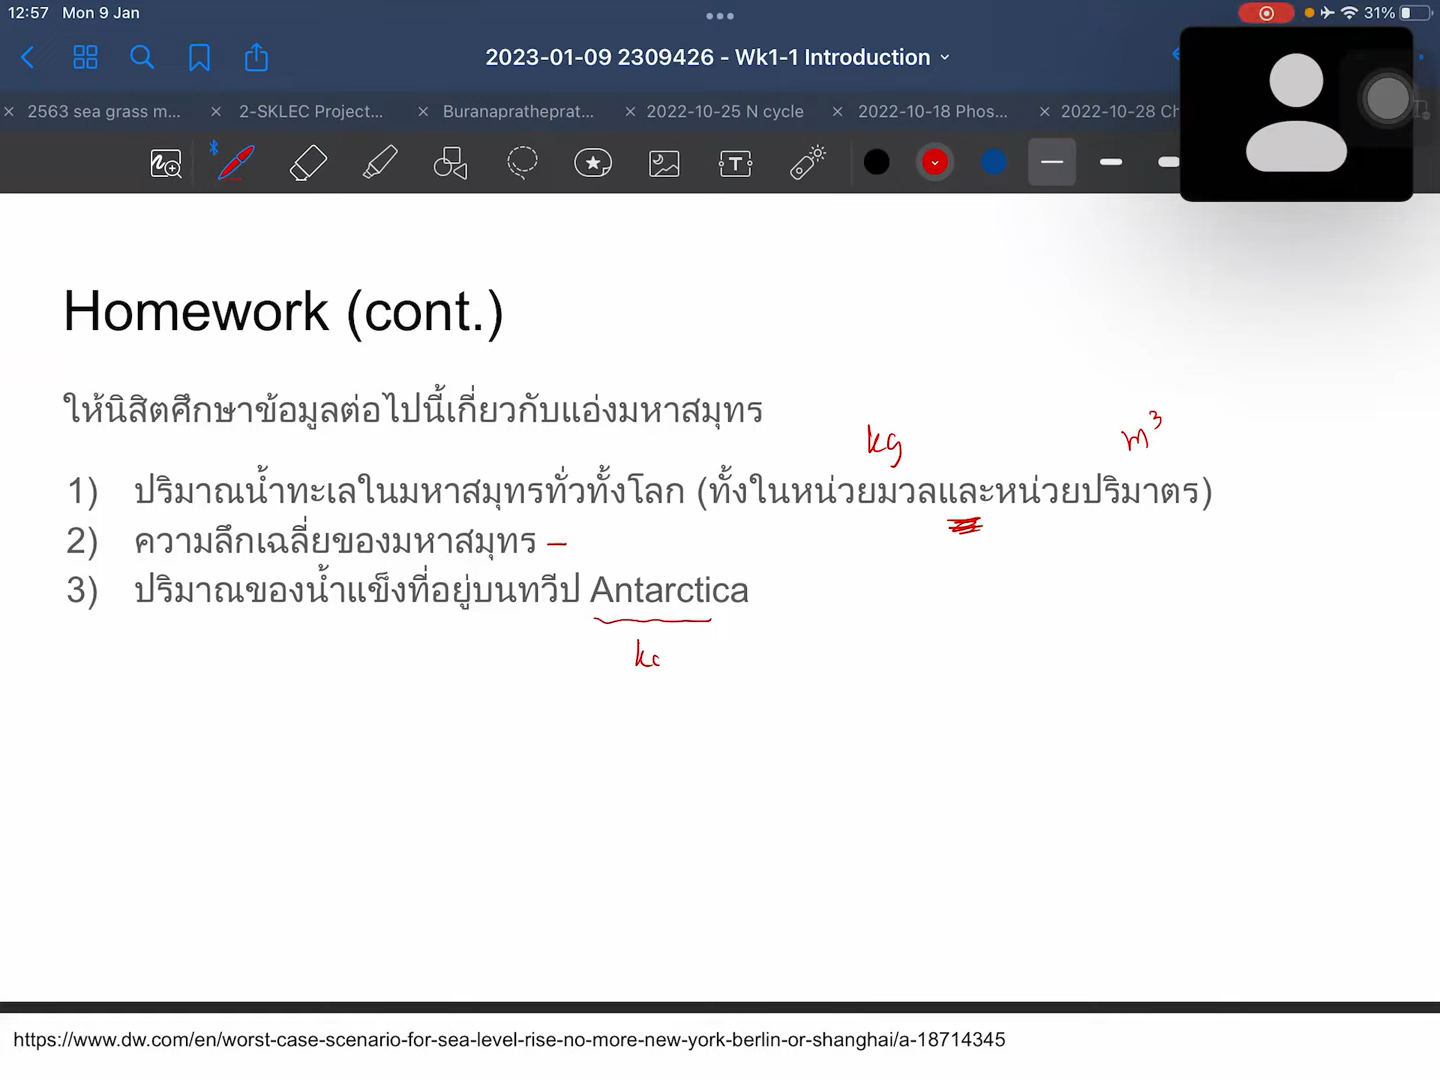 12:57 Mon 9 Jan
31%
2023-01-09 2309426 - Wk1-1 Introduction
2563 sea grass m...
2-SKLEC Project...
Buranapratheprat...
2022-10-25 N cycle
2022-10-18 Phos...
2022-10-28 Ch
Homework (cont.)
ให้นิสิตศึกษาข้อมูลต่อไปนี้เกี่ยวกับแอ่งมหาสมุทร
kg m³
1) ปริมาณน้ำทะเลในมหาสมุทรทั่วทั้งโลก (ทั้งในหน่วยมวลและหน่วยปริมาตร)
2) ความลึกเฉลี่ยของมหาสมุทร –
3) ปริมาณของน้ำแข็งที่อยู่บนทวีป Antarctica
https://www.dw.com/en/worst-case-scenario-for-sea-level-rise-no-more-new-york-berlin-or-shanghai/a-18714345